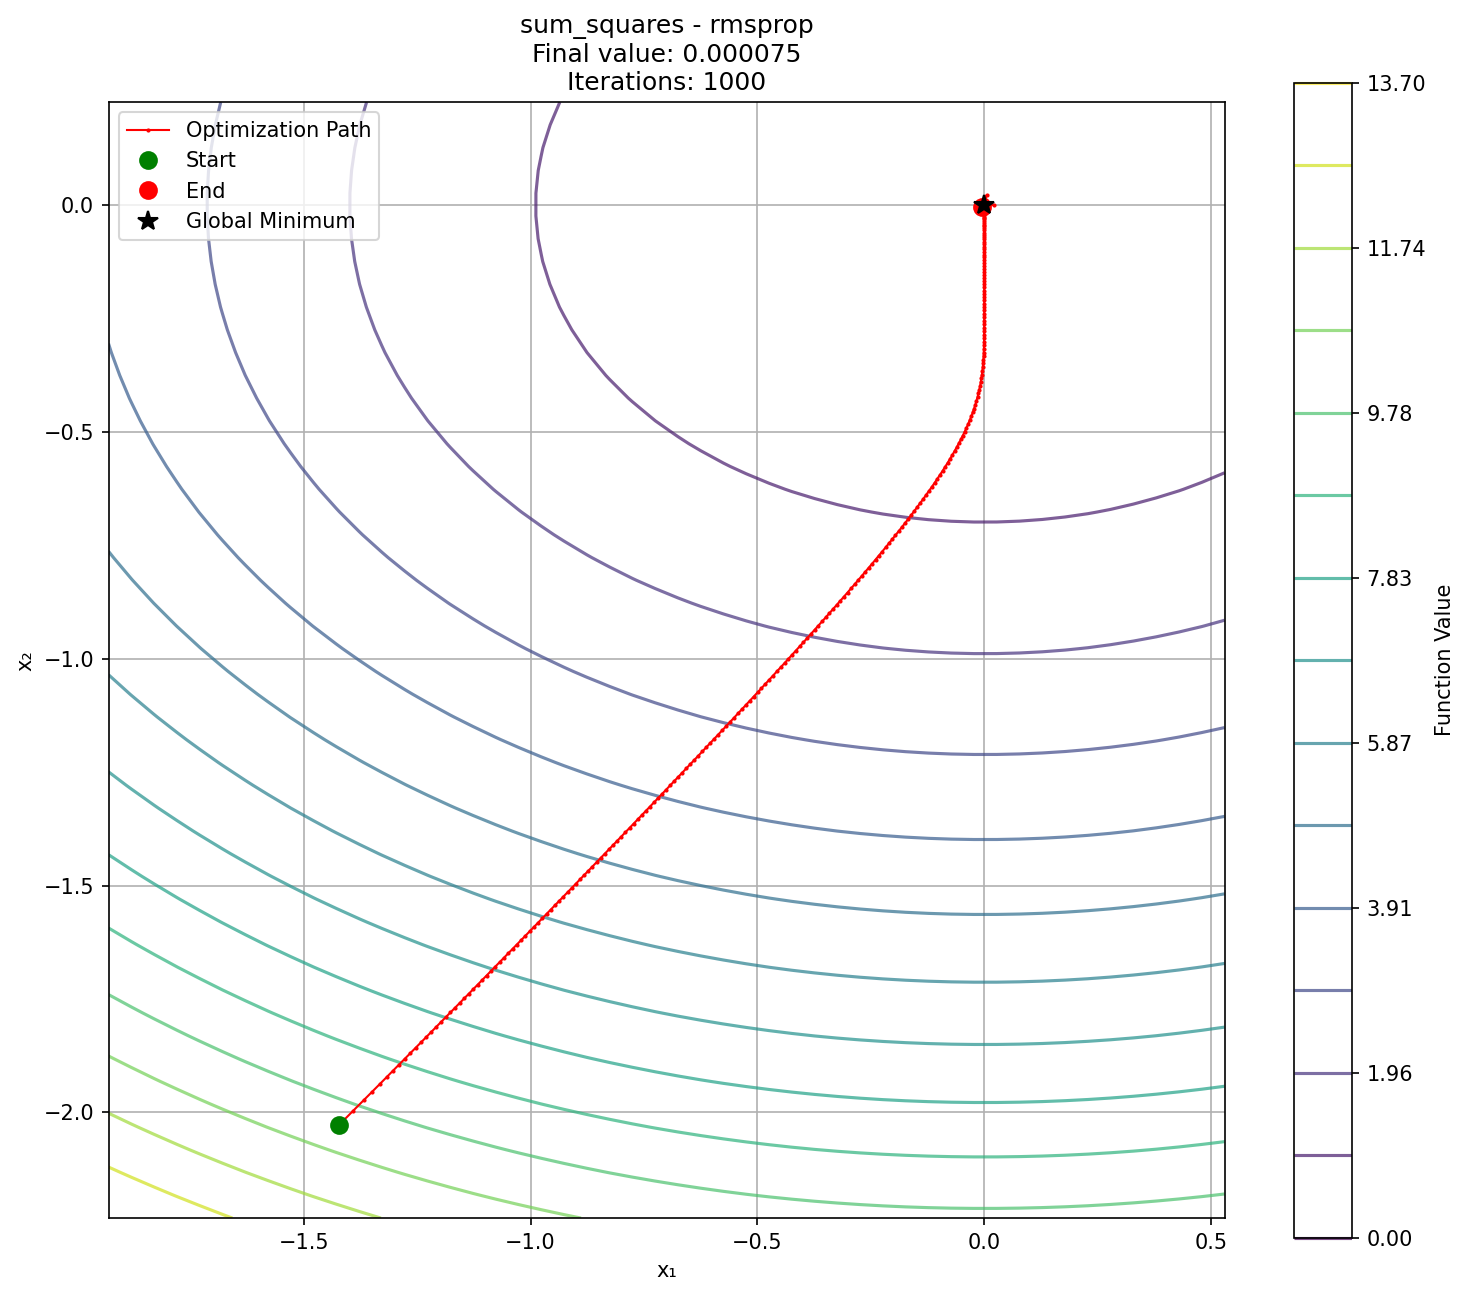 sum_squares - rmsprop
Final value: 0.000075
Iterations: 1000
Optimization Path
Start
End
Global Minimum
0.0
−0.5
−1.0
−1.5
−2.0
x₂
−1.5
−1.0
−0.5
0.0
0.5
x₁
13.70
11.74
9.78
7.83
5.87
3.91
1.96
0.00
Function Value